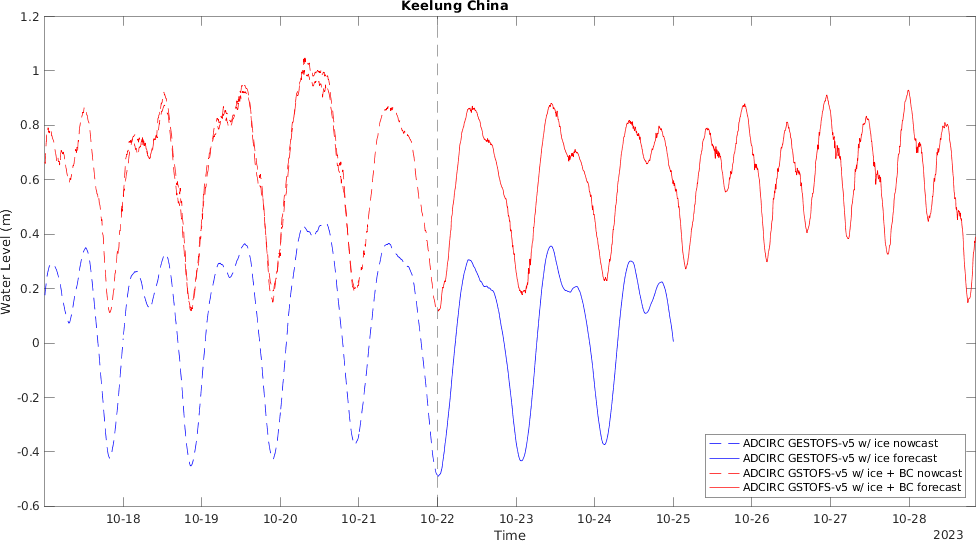 Keelung China
1.2
1
0.8
0.6
0.4
0.2
0
-0.2
-0.4
-0.6
Water Level (m)
10-18 10-19 10-20 10-21 10-22 10-23 10-24 10-25 10-26 10-27 10-28
Time
2023
ADCIRC GESTOFS-v5 w/ ice nowcast
ADCIRC GESTOFS-v5 w/ ice forecast
ADCIRC GSTOFS-v5 w/ ice + BC nowcast
ADCIRC GSTOFS-v5 w/ ice + BC forecast